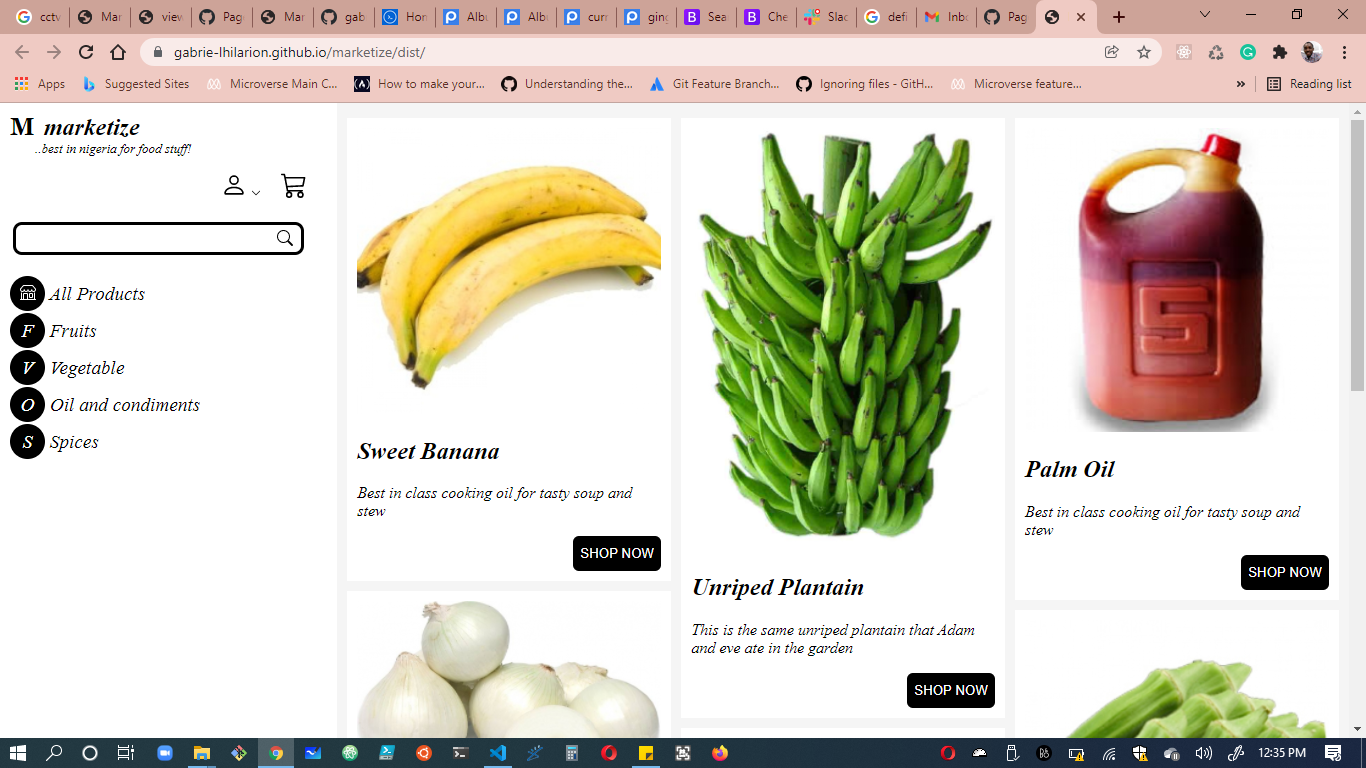 cctv
Mar
view
Pag
Mar
gab
Hon
Albu
Albu
curr
ging
Sea
Che
Slac
defi
Inbo
Pag
gabrie-lhilarion.github.io/marketize/dist/
Apps
Suggested Sites
Microverse Main C...
How to make your...
Understanding the...
Git Feature Branch...
Ignoring files - GitH...
Microverse feature...
»
Reading list
M marketize
..best in nigeria for food stuff!
All Products
F Fruits
V Vegetable
O Oil and condiments
S Spices
Sweet Banana
Best in class cooking oil for tasty soup and
stew
SHOP NOW
Unriped Plantain
This is the same unriped plantain that Adam
and eve ate in the garden
SHOP NOW
S
Palm Oil
Best in class cooking oil for tasty soup and
stew
SHOP NOW
12:35 PM